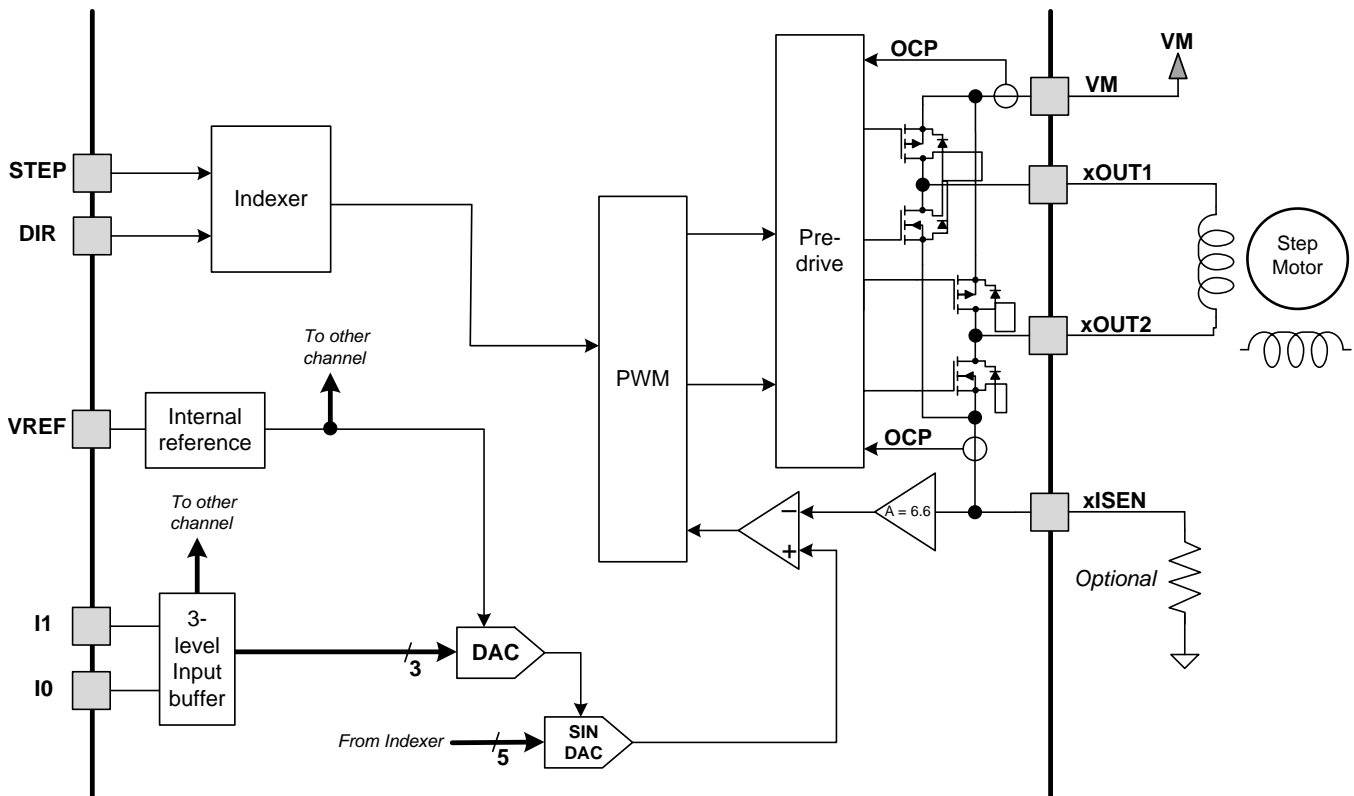 VM
OCP
VM
STEP
Indexer
DIR
xOUT1
Pre-
drive
Step
Motor
xOUT2
To other
channel
PWM
VREF
Internal
reference
OCP
To other
channel
A = 6.6
xISEN
−
+
Optional
I1
3-
level
Input
buffer
I0
3
DAC
From Indexer
5
SIN
DAC